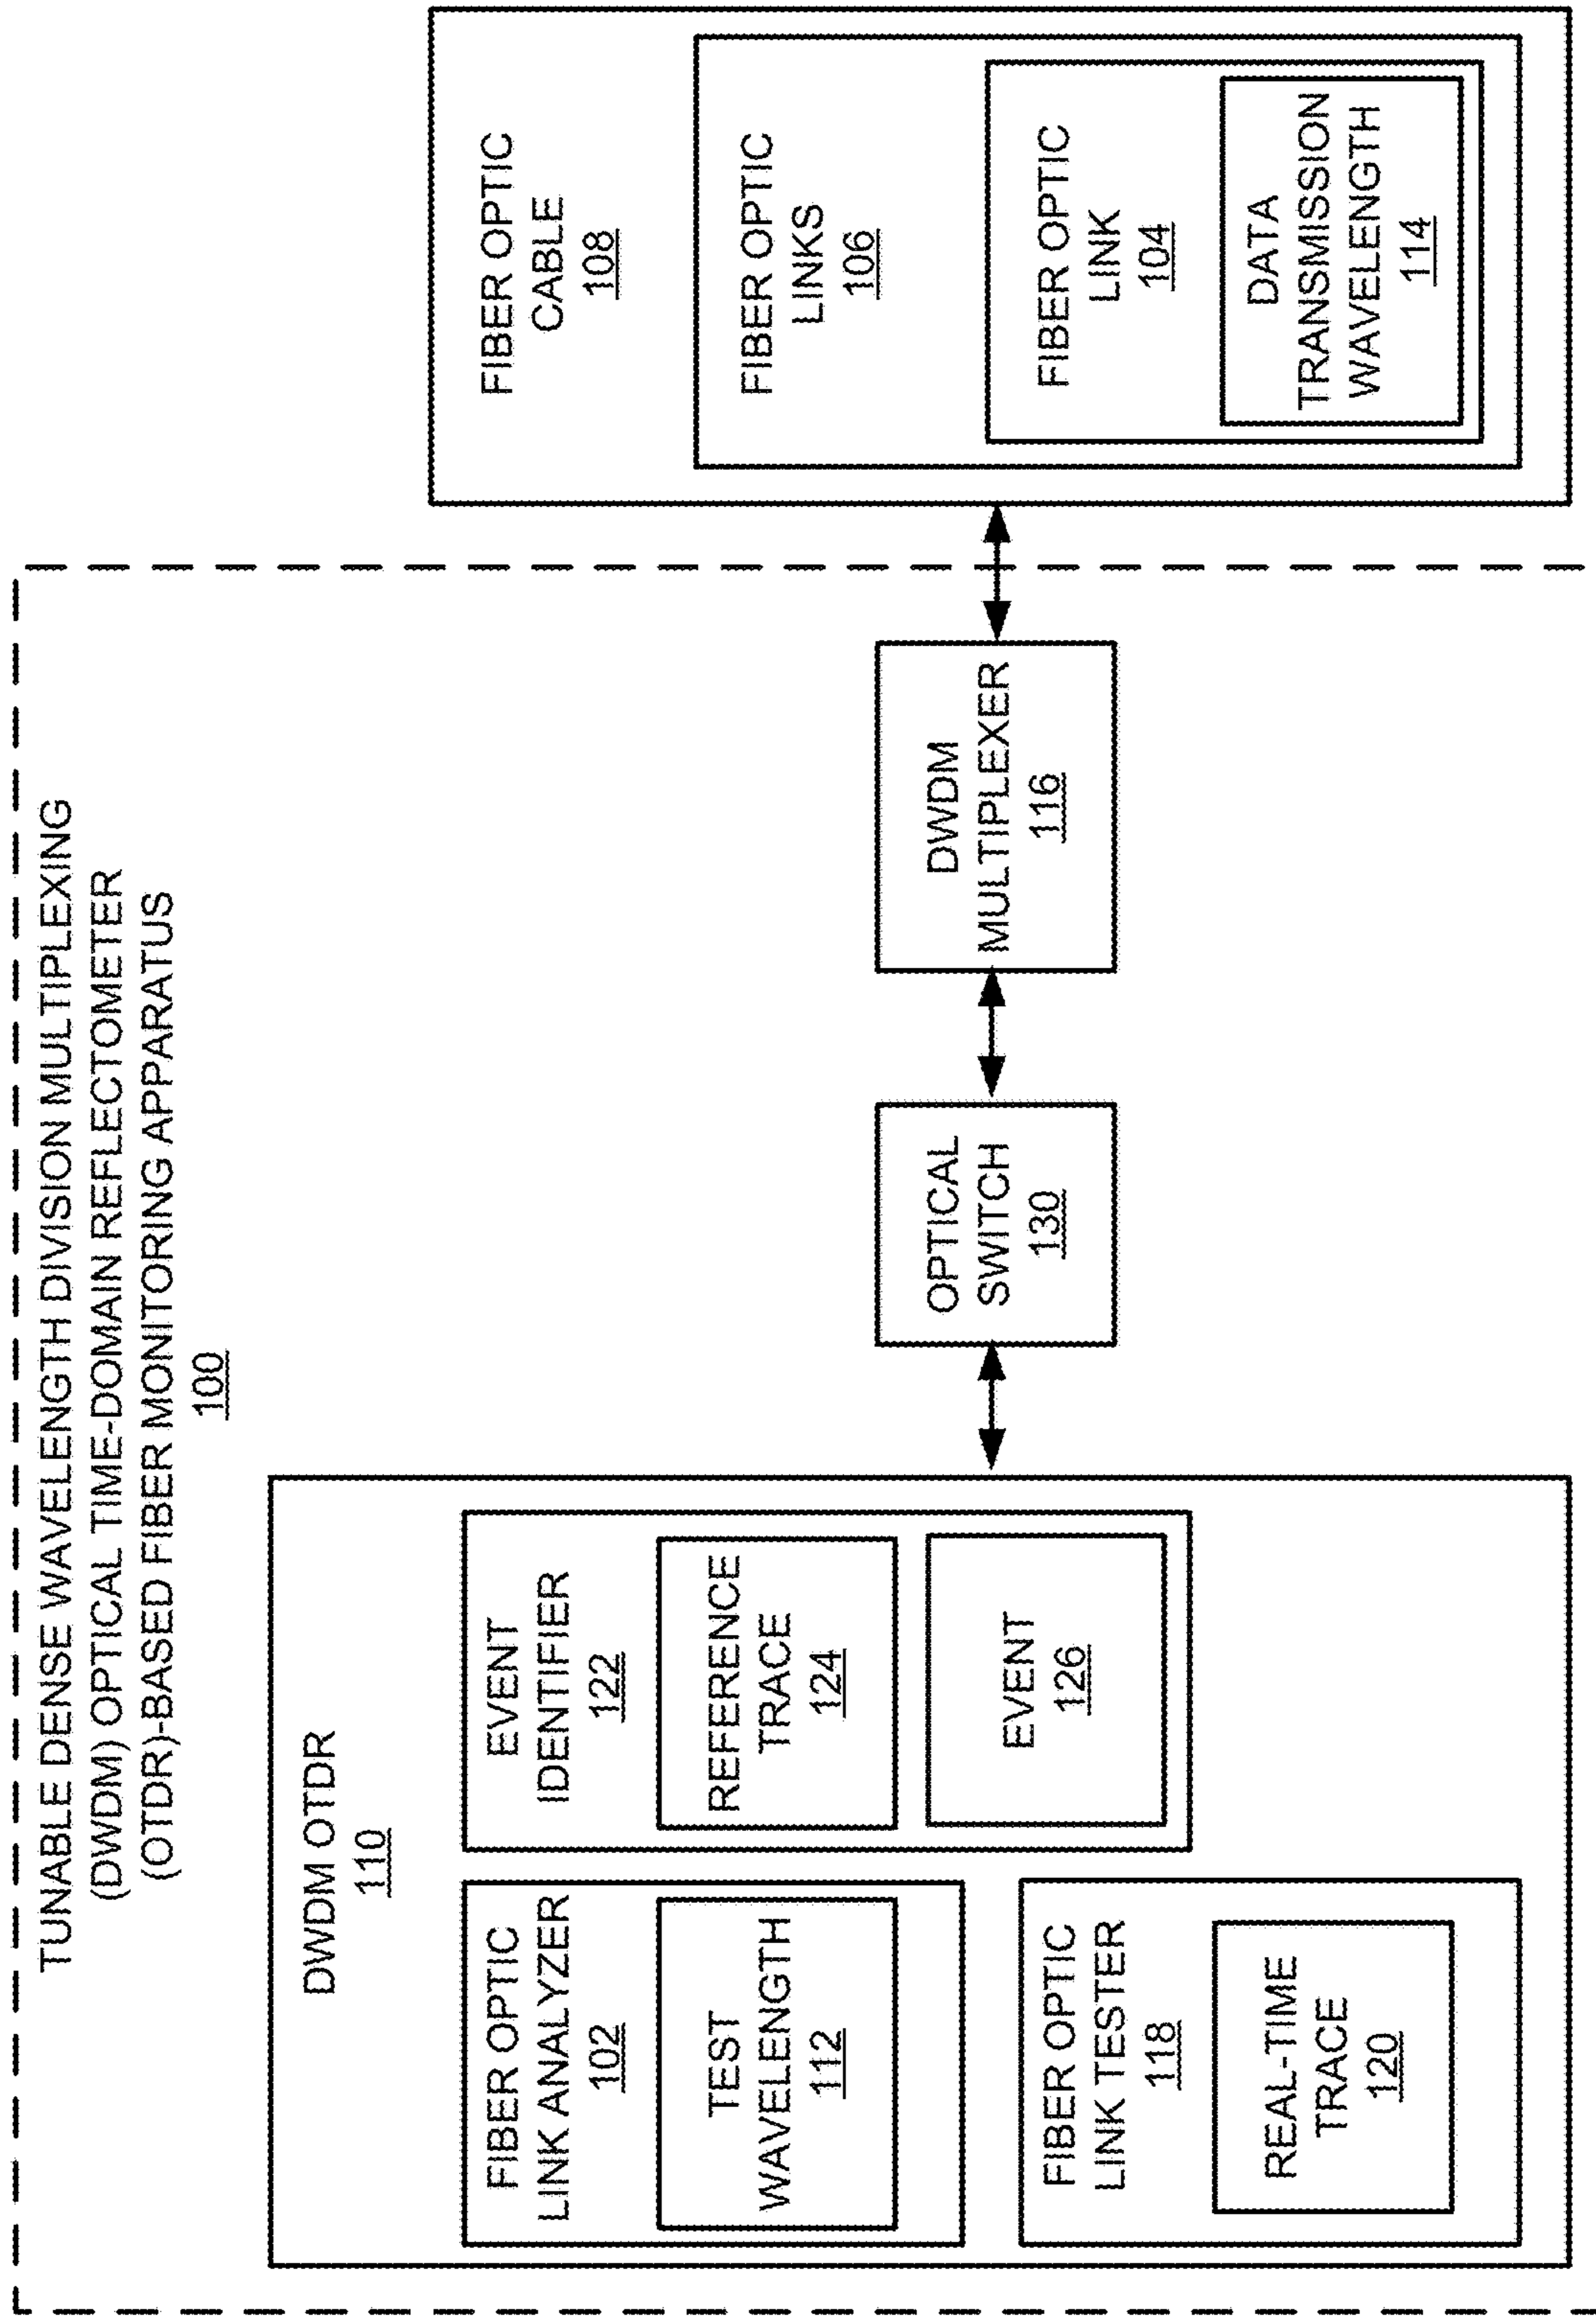 TUNABLE DENSE WAVELENGTH DIVISION MULTIPLEXING
(DWDM) OPTICAL TIME-DOMAIN REFLECTOMETER
(OTDR)-BASED FIBER MONITORING APPARATUS
100
DWDM OTDR
110
FIBER OPTIC
LINK ANALYZER
102
TEST
WAVELENGTH
112
EVENT
IDENTIFIER
122
REFERENCE
TRACE
124
EVENT
126
FIBER OPTIC
LINK TESTER
118
REAL-TIME
TRACE
120
OPTICAL
SWITCH
130
DWDM
MULTIPLEXER
116
FIBER OPTIC
CABLE
108
FIBER OPTIC
LINKS
106
FIBER OPTIC
LINK
104
DATA
TRANSMISSION
WAVELENGTH
114